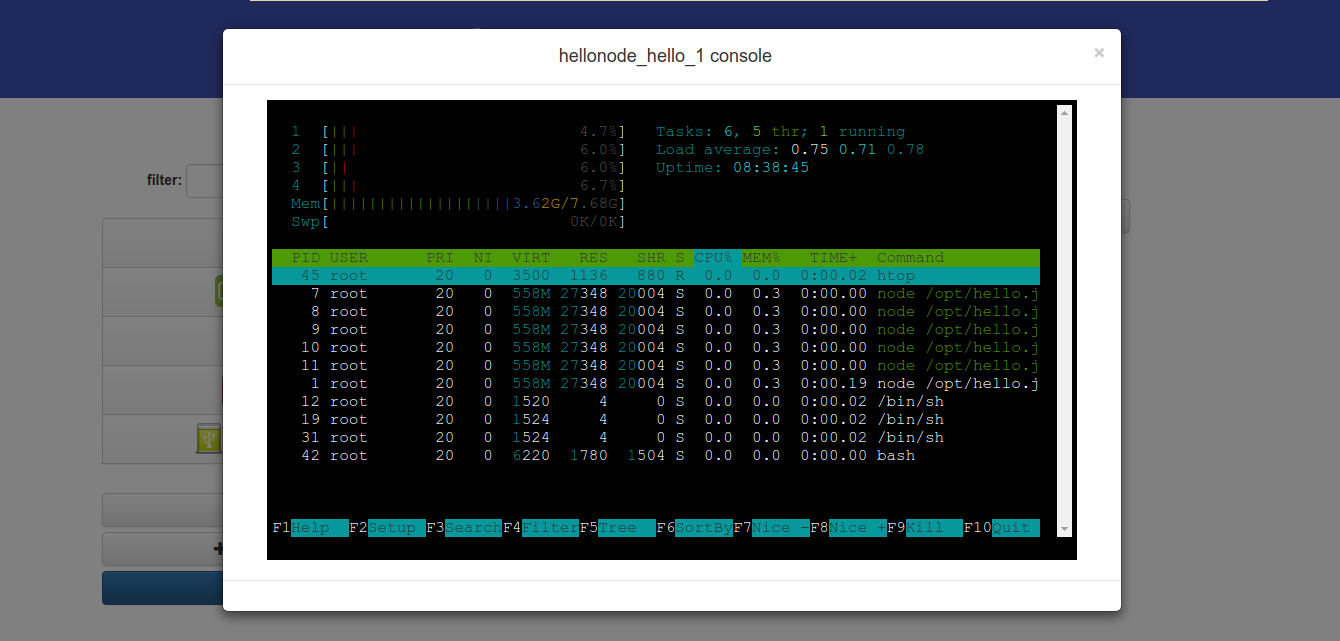 hellonode_hello_1 console ×
filter:
1 [||| 4.7%] Tasks: 6, 5 thr; 1 running
2 [||| 6.0%] Load average: 0.75 0.71 0.78
3 [|| 6.0%] Uptime: 08:38:45
4 [||| 6.7%]
Mem[|||||||||||||||||||3.62G/7.68G]
Swp[ 0K/0K]
PID USER PRI NI VIRT RES SHR S CPU% MEM% TIME+ Command
45 root 20 0 3500 1136 880 R 0.0 0.0 0:00.02 htop
7 root 20 0 558M 27348 20004 S 0.0 0.3 0:00.00 node /opt/hello.j
8 root 20 0 558M 27348 20004 S 0.0 0.3 0:00.00 node /opt/hello.j
9 root 20 0 558M 27348 20004 S 0.0 0.3 0:00.00 node /opt/hello.j
10 root 20 0 558M 27348 20004 S 0.0 0.3 0:00.00 node /opt/hello.j
11 root 20 0 558M 27348 20004 S 0.0 0.3 0:00.00 node /opt/hello.j
1 root 20 0 558M 27348 20004 S 0.0 0.3 0:00.19 node /opt/hello.j
12 root 20 0 1520 4 0 S 0.0 0.0 0:00.02 /bin/sh
19 root 20 0 1524 4 0 S 0.0 0.0 0:00.02 /bin/sh
31 root 20 0 1524 4 0 S 0.0 0.0 0:00.02 /bin/sh
42 root 20 0 6220 1780 1504 S 0.0 0.0 0:00.00 bash
F1Help F2Setup F3SearchF4FilterF5Tree F6SortByF7Nice -F8Nice +F9Kill F10Quit